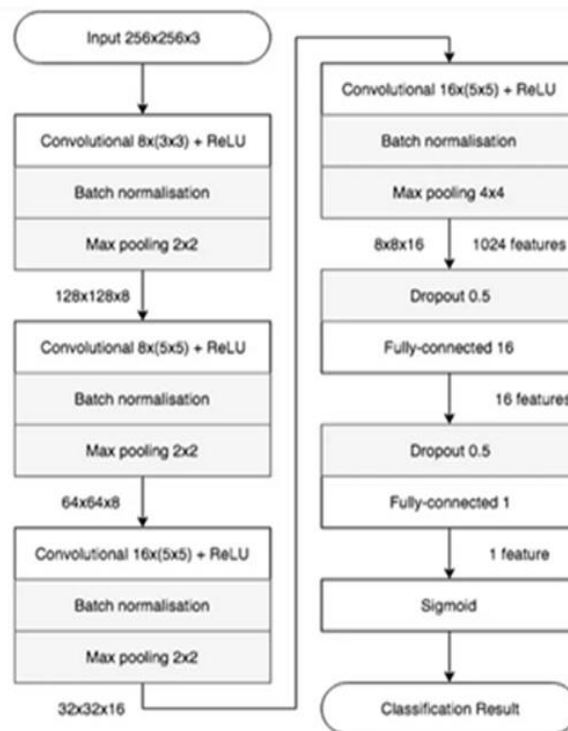 Input 256x256x3
Convolutional 8x(3x3) + ReLU
Batch normalisation
Max pooling 2x2
128x128x8
Convolutional 8x(5x5) + ReLU
Batch normalisation
Max pooling 2x2
64x64x8
Convolutional 16x(5x5) + ReLU
Batch normalisation
Max pooling 2x2
32x32x16
Convolutional 16x(5x5) + ReLU
Batch normalisation
Max pooling 4x4
8x8x16 1024 features
Dropout 0.5
Fully-connected 16
16 features
Dropout 0.5
Fully-connected 1
1 feature
Sigmoid
Classification Result